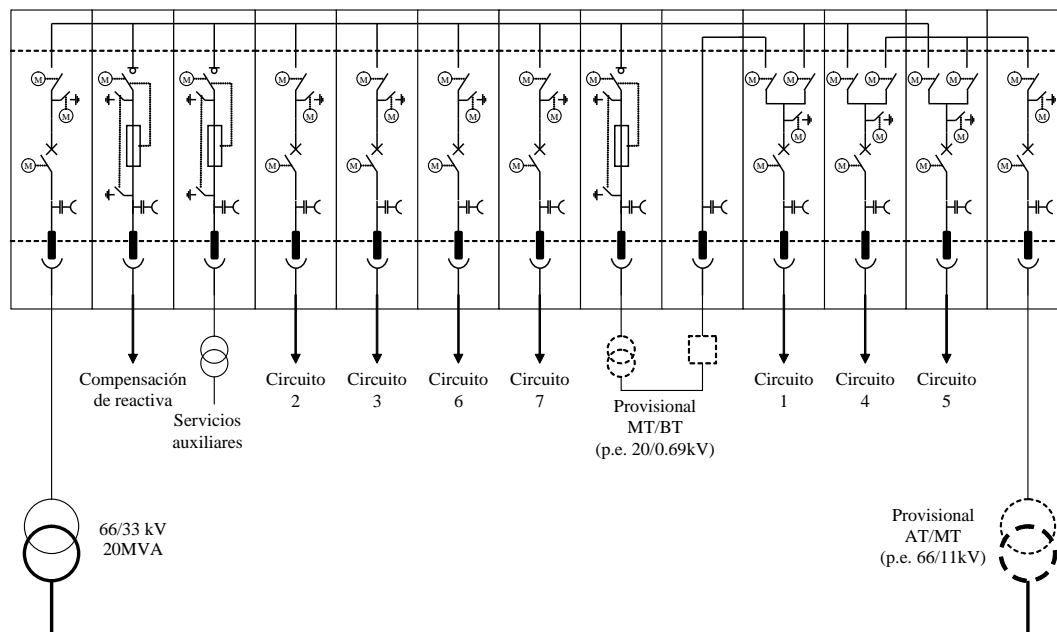 M M M M M M M M M M M M M M M
M M M M M M
M M M
M M M M M M M M M
Compensación
de reactiva
Servicios
auxiliares
Circuito
2
Circuito
3
Circuito
6
Circuito
7
Provisional
MT/BT
(p.e. 20/0.69kV)
Circuito
1
Circuito
4
Circuito
5
66/33 kV
20MVA
Provisional
AT/MT
(p.e. 66/11kV)